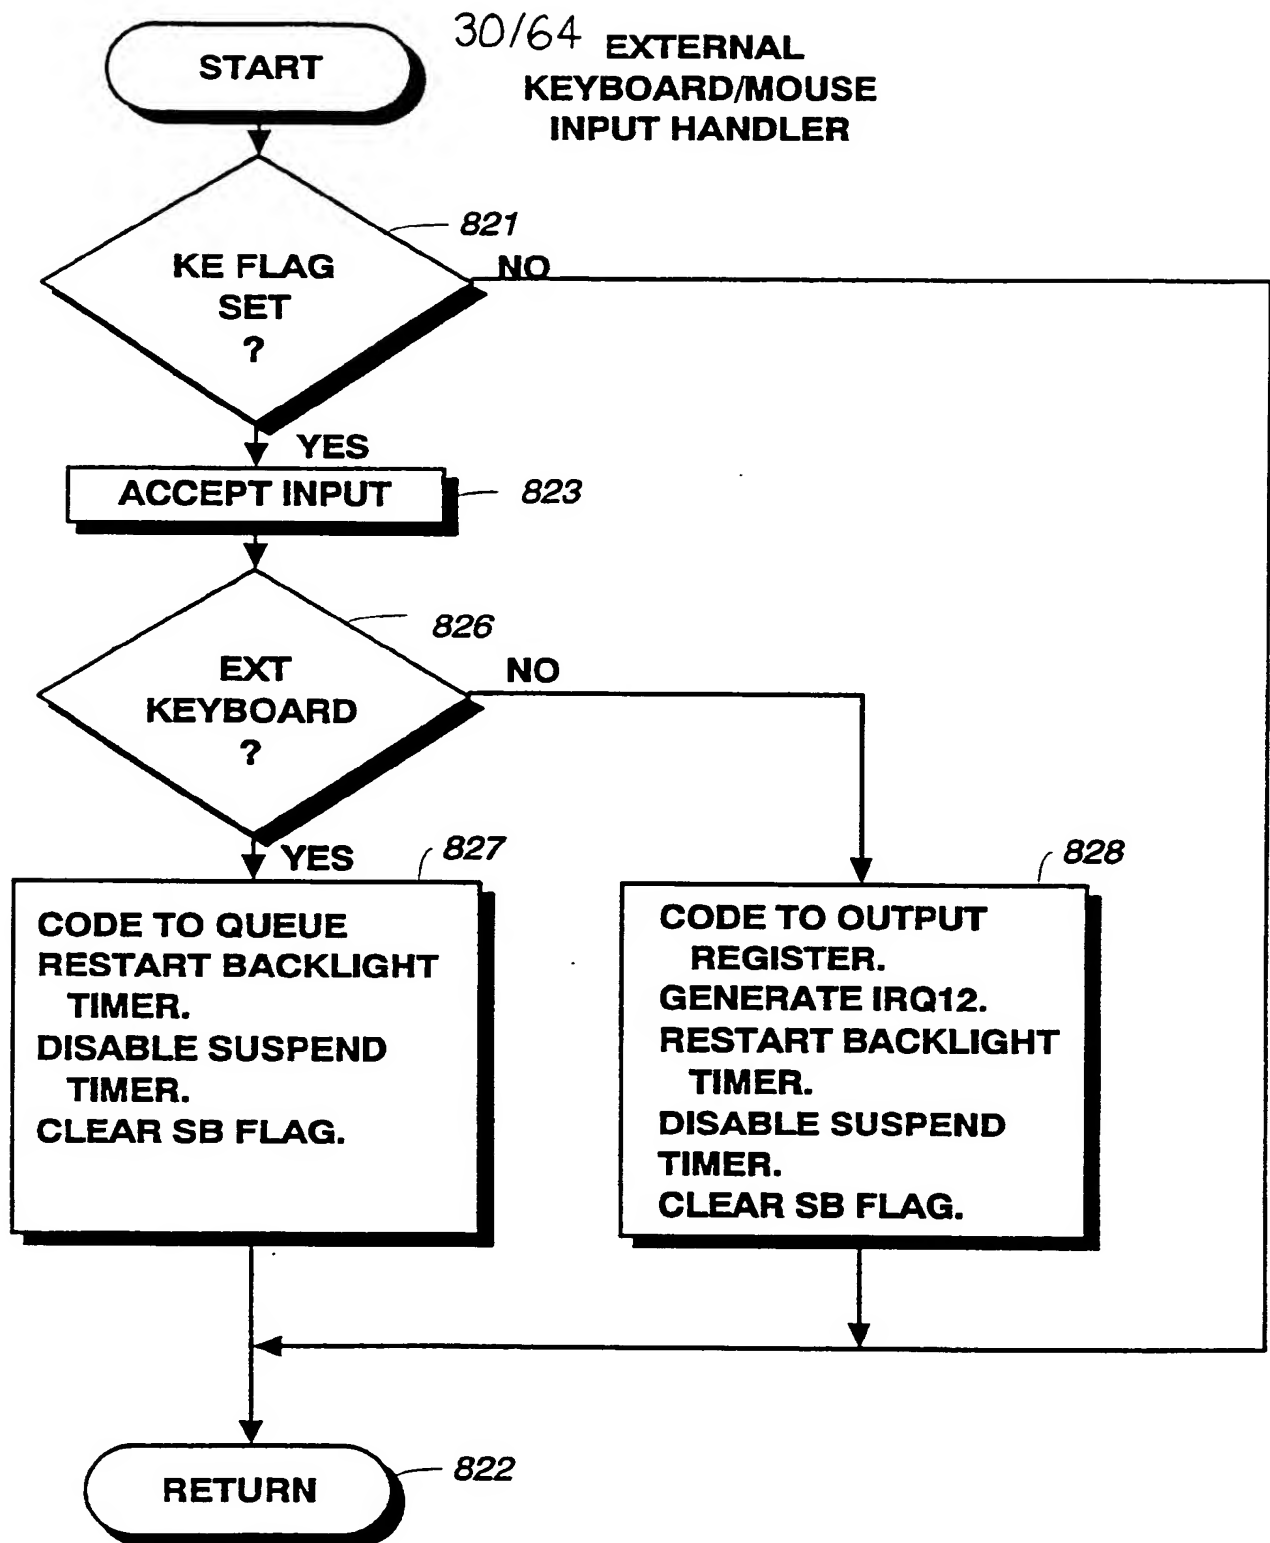 30/64
START
EXTERNAL
KEYBOARD/MOUSE
INPUT HANDLER
821
KE FLAG
SET
?
NO
YES
ACCEPT INPUT
823
826
EXT
KEYBOARD
?
NO
YES
827
CODE TO QUEUE
RESTART BACKLIGHT
TIMER.
DISABLE SUSPEND
TIMER.
CLEAR SB FLAG.
828
CODE TO OUTPUT
REGISTER.
GENERATE IRQ12.
RESTART BACKLIGHT
TIMER.
DISABLE SUSPEND
TIMER.
CLEAR SB FLAG.
RETURN
822